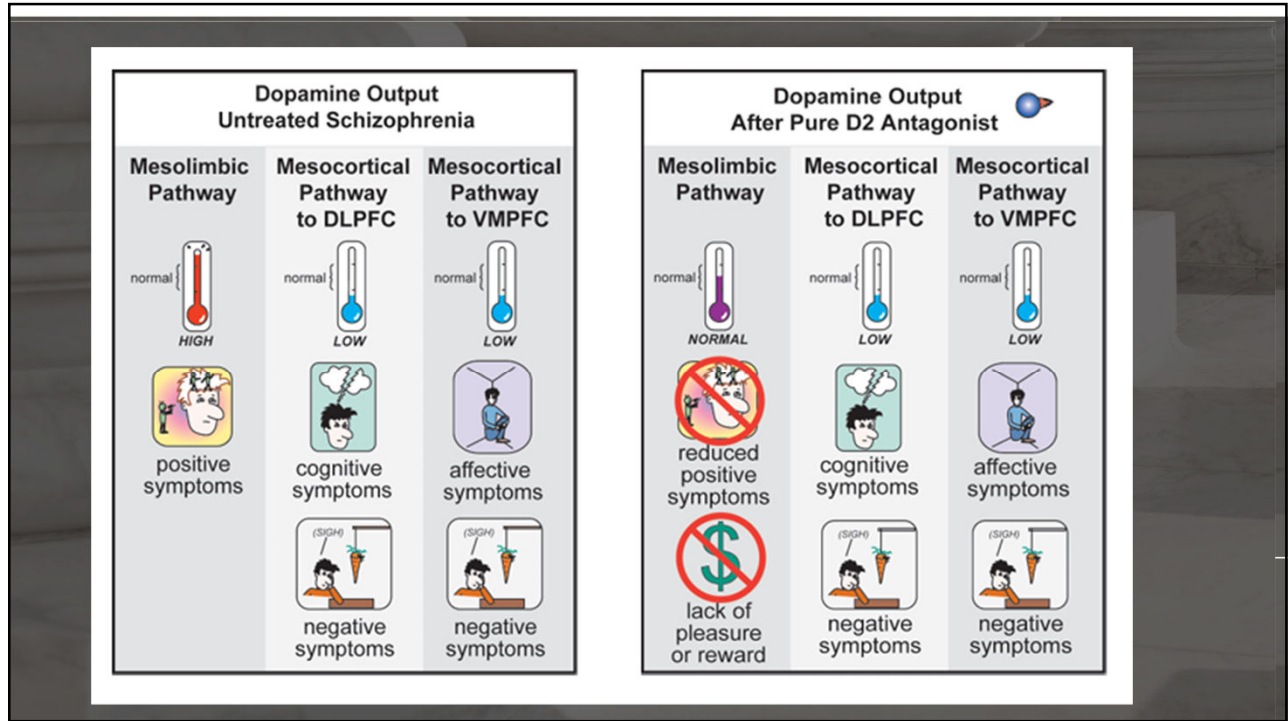 Dopamine Output
Untreated Schizophrenia
Mesolimbic
Pathway
normal
HIGH
positive
symptoms
Mesocortical
Pathway
to DLPFC
normal
LOW
cognitive
symptoms
(SIGH)
negative
symptoms
Mesocortical
Pathway
to VMPFC
normal
LOW
affective
symptoms
(SIGH)
negative
symptoms
Dopamine Output
After Pure D2 Antagonist
Mesolimbic
Pathway
normal
NORMAL
reduced
positive
symptoms
$
lack of
pleasure
or reward
Mesocortical
Pathway
to DLPFC
normal
LOW
cognitive
symptoms
(SIGH)
negative
symptoms
Mesocortical
Pathway
to VMPFC
normal
LOW
affective
symptoms
(SIGH)
negative
symptoms